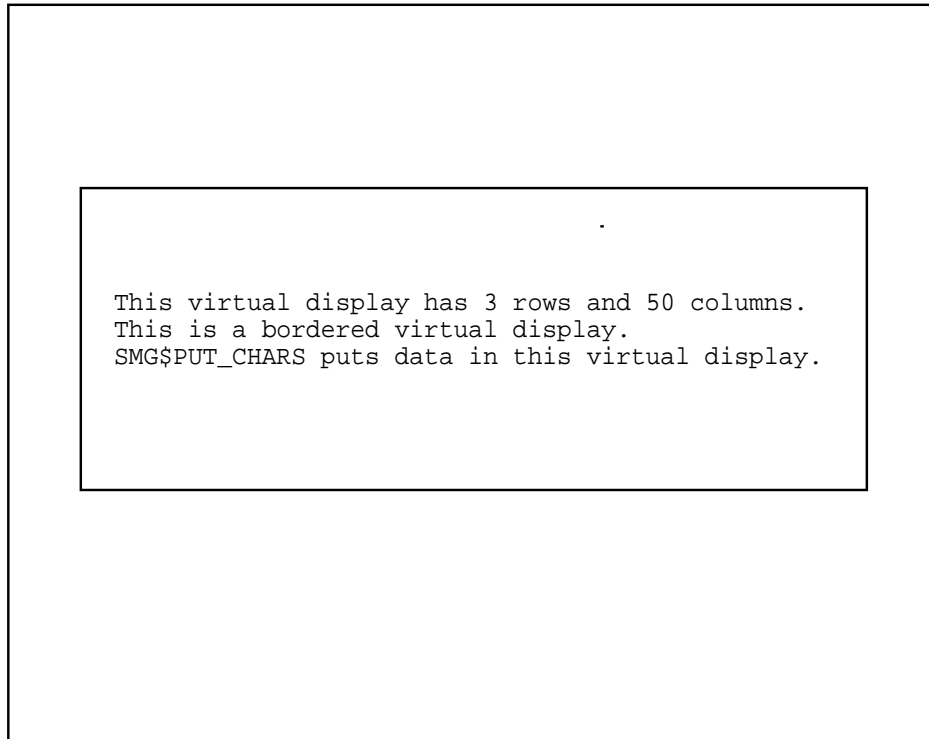 This virtual display has 3 rows and 50 columns.
This is a bordered virtual display.
SMG$PUT_CHARS puts data in this virtual display.